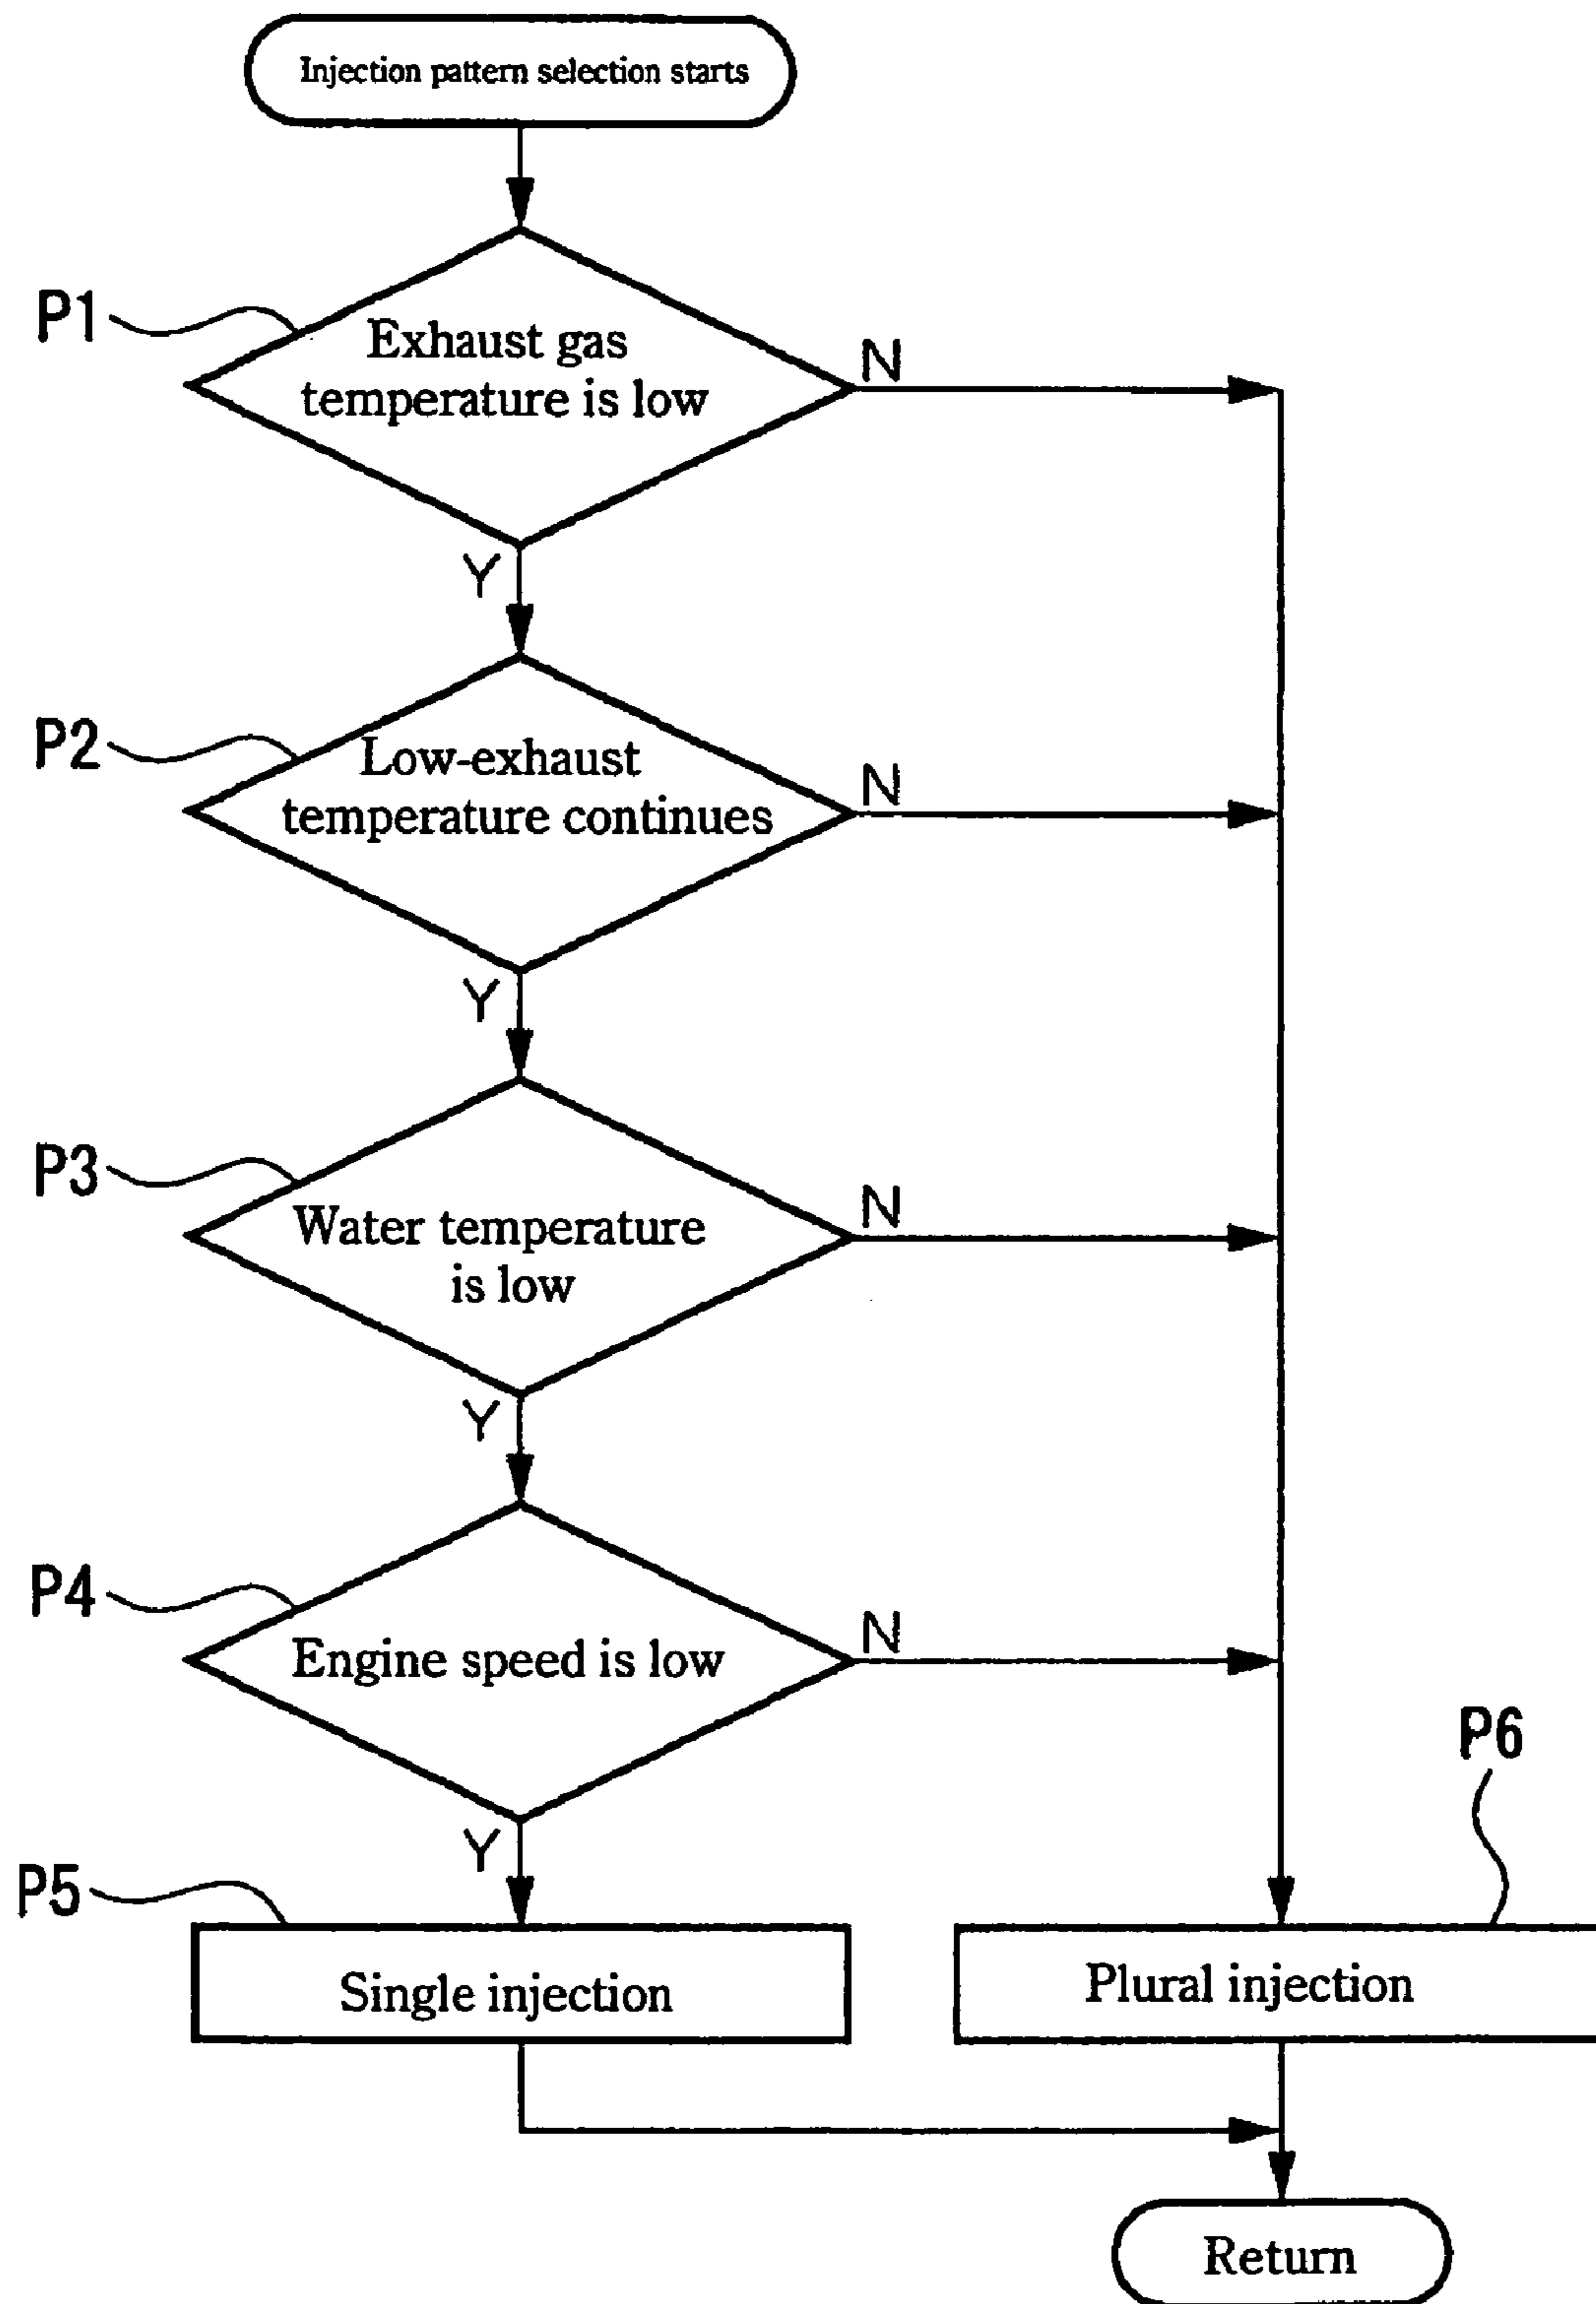 Injection pattern selection starts
P1
Exhaust gas
temperature is low
N
Y
P2
Low-exhaust
temperature continues
N
Y
P3
Water temperature
is low
N
Y
P4
Engine speed is low
N
Y
P5
Single injection
P6
Plural injection
Return